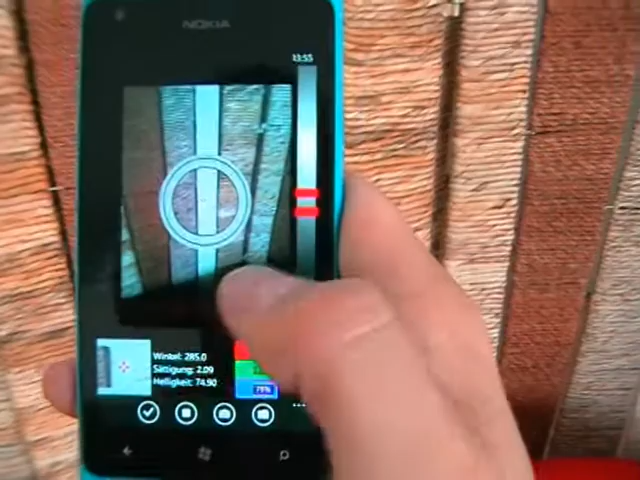 NOKIA
13:55
Winkel: 285.0
Sättigung: 2.09
Helligkeit: 74.90
75%